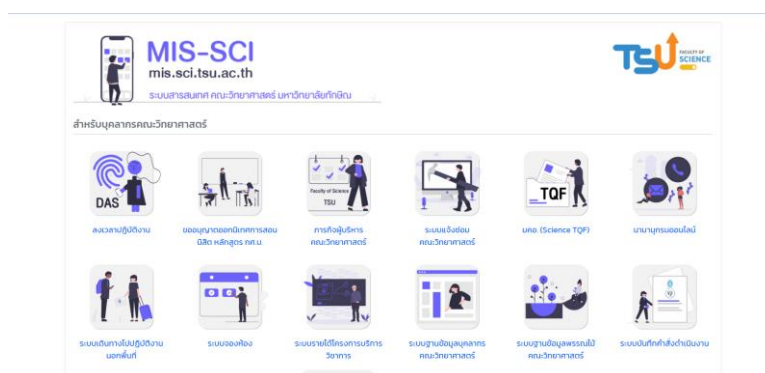 MIS-SCI
mis.sci.tsu.ac.th
ระบบสารสนเทศ คณะวิทยาศาสตร์ มหาวิทยาลัยทักษิณ
TSU
FACULTY OF
SCIENCE
สำหรับบุคลากรคณะวิทยาศาสตร์
DAS
Faculty of Science
TSU
TQF
ลงเวลาปฏิบัติงาน
ขออนุญาตออกนิเทศการสอน
นิสิต หลักสูตร กศ.บ.
ภารกิจผู้บริหาร
คณะวิทยาศาสตร์
ระบบแจ้งซ่อม
คณะวิทยาศาสตร์
มคอ. (Science TQF)
นามานุกรมออนไลน์
ระบบเดินทางไปปฏิบัติงาน
นอกพื้นที่
ระบบจองห้อง
ระบบรายได้โครงการบริการ
วิชาการ
ระบบฐานข้อมูลบุคลากร
คณะวิทยาศาสตร์
ระบบฐานข้อมูลพรรณไม้
คณะวิทยาศาสตร์
ระบบบันทึกคำสั่งดำเนินงาน